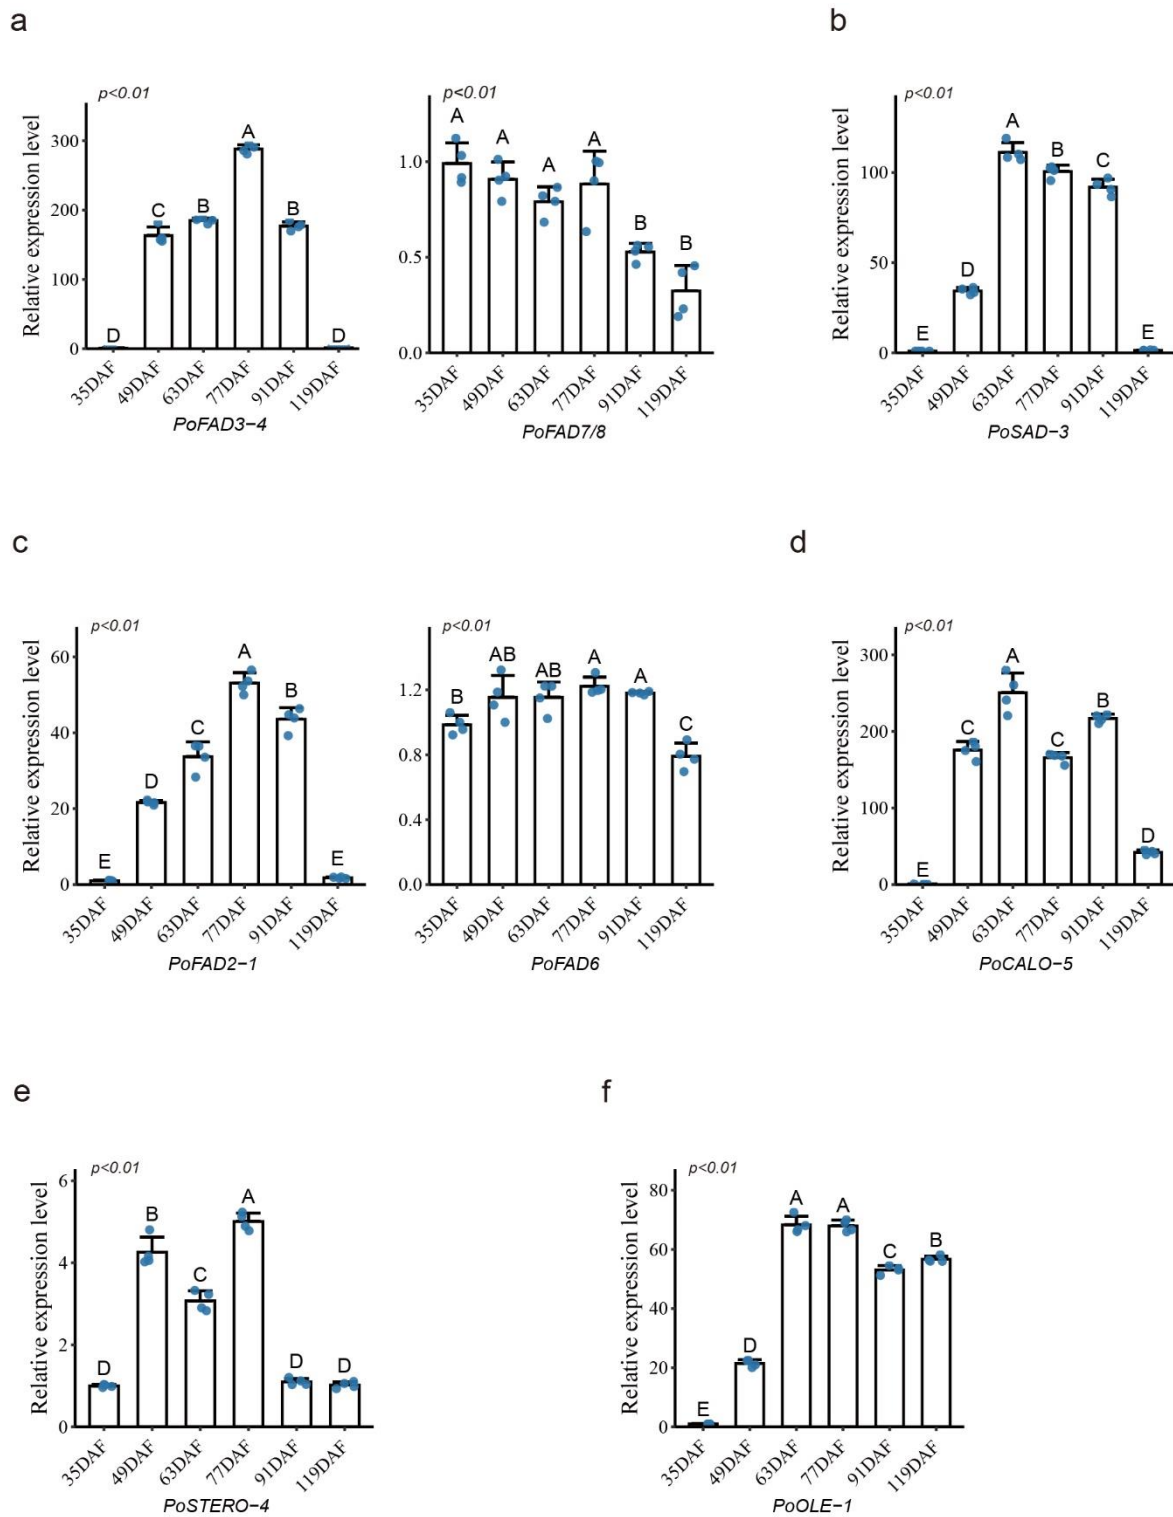 a
b
p<0.01
Relative expression level
300
200
100
0
D
C
B
A
B
D
35DAF
49DAF
63DAF
77DAF
91DAF
119DAF
PoFAD3−4
p<0.01
1.0
0.5
0.0
A
A
A
A
B
B
35DAF
49DAF
63DAF
77DAF
91DAF
119DAF
PoFAD7/8
p<0.01
Relative expression level
100
50
0
E
D
A
B
C
E
35DAF
49DAF
63DAF
77DAF
91DAF
119DAF
PoSAD−3
c
d
p<0.01
Relative expression level
60
40
20
0
E
D
C
A
B
E
35DAF
49DAF
63DAF
77DAF
91DAF
119DAF
PoFAD2−1
p<0.01
1.2
0.8
0.4
0.0
B
AB
AB
A
A
C
35DAF
49DAF
63DAF
77DAF
91DAF
119DAF
PoFAD6
p<0.01
Relative expression level
300
200
100
0
E
C
A
C
B
D
35DAF
49DAF
63DAF
77DAF
91DAF
119DAF
PoCALO−5
e
f
p<0.01
Relative expression level
6
4
2
0
D
B
C
A
D
D
35DAF
49DAF
63DAF
77DAF
91DAF
119DAF
PoSTERO−4
p<0.01
Relative expression level
80
60
40
20
0
E
D
A
A
C
B
35DAF
49DAF
63DAF
77DAF
91DAF
119DAF
PoOLE−1